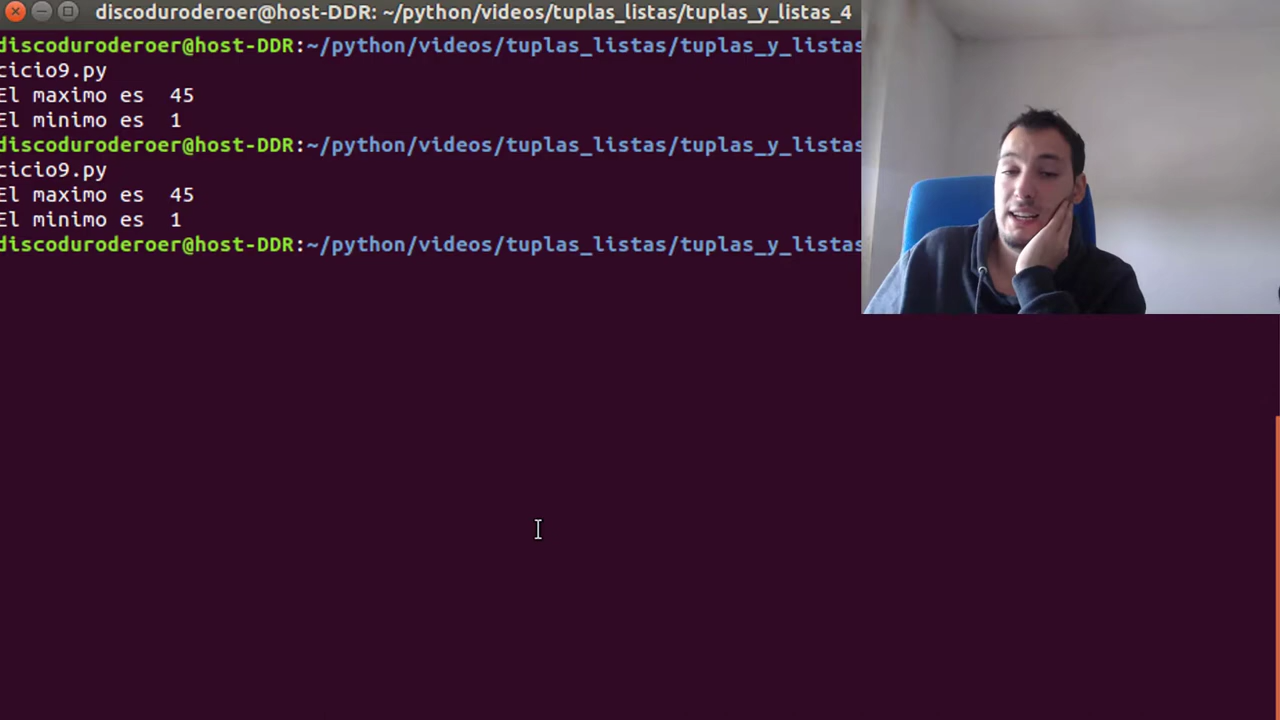 discoduroderoer@host-DDR: ~/python/videos/tuplas_listas/tuplas_y_listas_4
discoduroderoer@host-DDR:~/python/videos/tuplas_listas/tuplas_y_listas
cicio9.py
El maximo es  45
El minimo es  1
discoduroderoer@host-DDR:~/python/videos/tuplas_listas/tuplas_y_listas
cicio9.py
El maximo es  45
El minimo es  1
discoduroderoer@host-DDR:~/python/videos/tuplas_listas/tuplas_y_listas